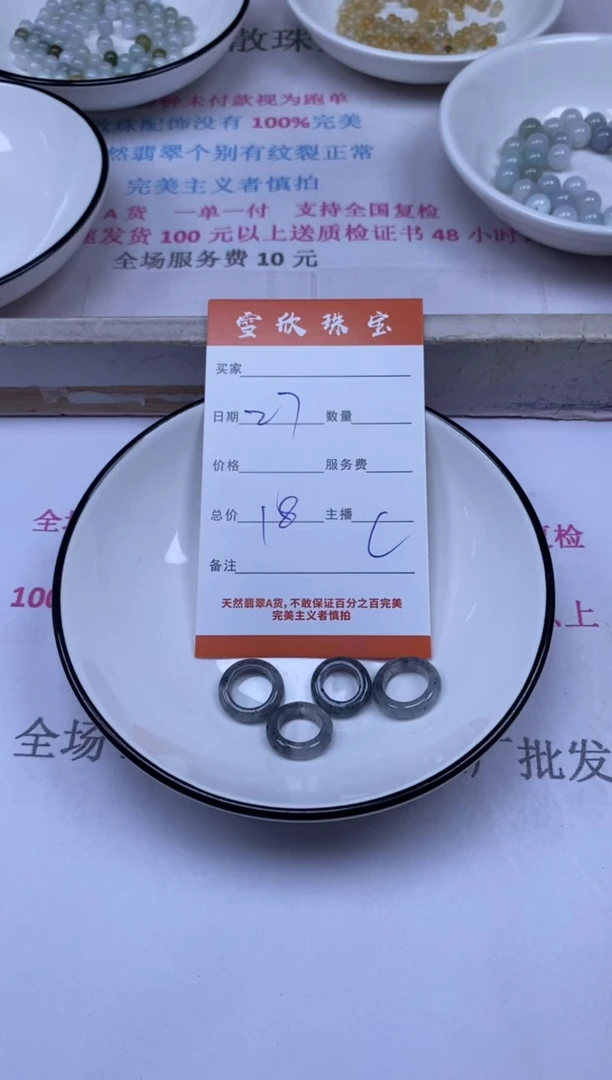 散珠
种未付款视为跑单
散珠配饰没有 100%完美
然翡翠个别有纹裂正常
完美主义者慎拍
A 货 一单一付 支持全国复检
发货 100 元以上送质检证书 48 小时
全场服务费 10 元
雪欣珠宝
买家
日期 27 数量
价格 服务费
总价 18 主播 C
备注
天然翡翠A货,不敢保证百分之百完美
完美主义者慎拍
全 复检
100 以上
全场 厂批发